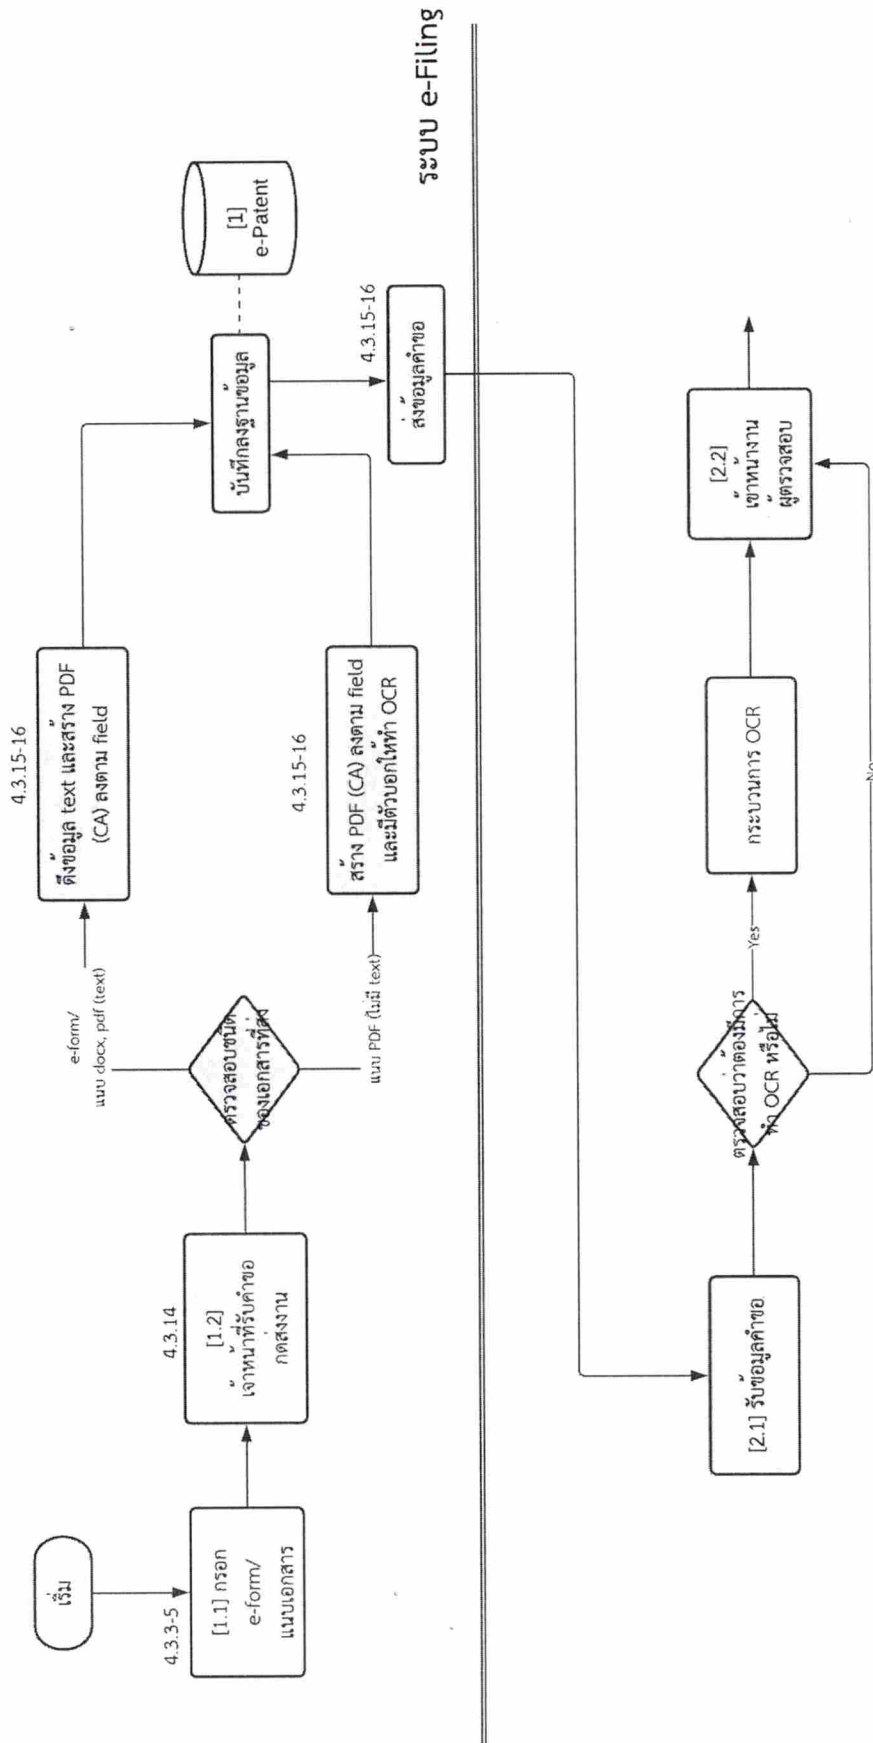 เริ่ม
4.3.3-5
[1.1] กรอก
e-form/
แนบเอกสาร
4.3.14
[1.2]
เจ้าหน้าที่รับคำขอ
กดส่งงาน
ตรวจสอบชนิด
ของเอกสารที่ส่ง
e-form/
แนบ docx, pdf (text)
แนบ PDF (ไม่มี text)
4.3.15-16
ดึงข้อมูล text และสร้าง PDF
(CA) ลงตาม field
4.3.15-16
สร้าง PDF (CA) ลงตาม field
และมีตัวบอกให้ทำ OCR
บันทึกลงฐานข้อมูล
[1]
e-Patent
4.3.15-16
ส่งข้อมูลคำขอ
ระบบ e-Filing
[2.1] รับข้อมูลคำขอ
ตรวจสอบว่าต้องมีการ
ทำ OCR หรือไม่
Yes
No
กระบวนการ OCR
[2.2]
เข้าหน้างาน
ผู้ตรวจสอบ